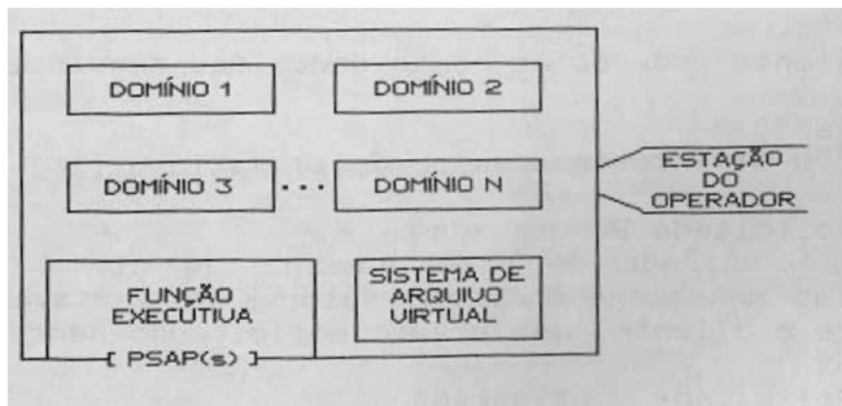 DOMÍNIO 1
DOMÍNIO 2
DOMÍNIO 3
...
DOMÍNIO N
ESTAÇÃO
DO
OPERADOR
FUNÇÃO
EXECUTIVA
[ PSAP(s) ]
SISTEMA DE
ARQUIVO
VIRTUAL